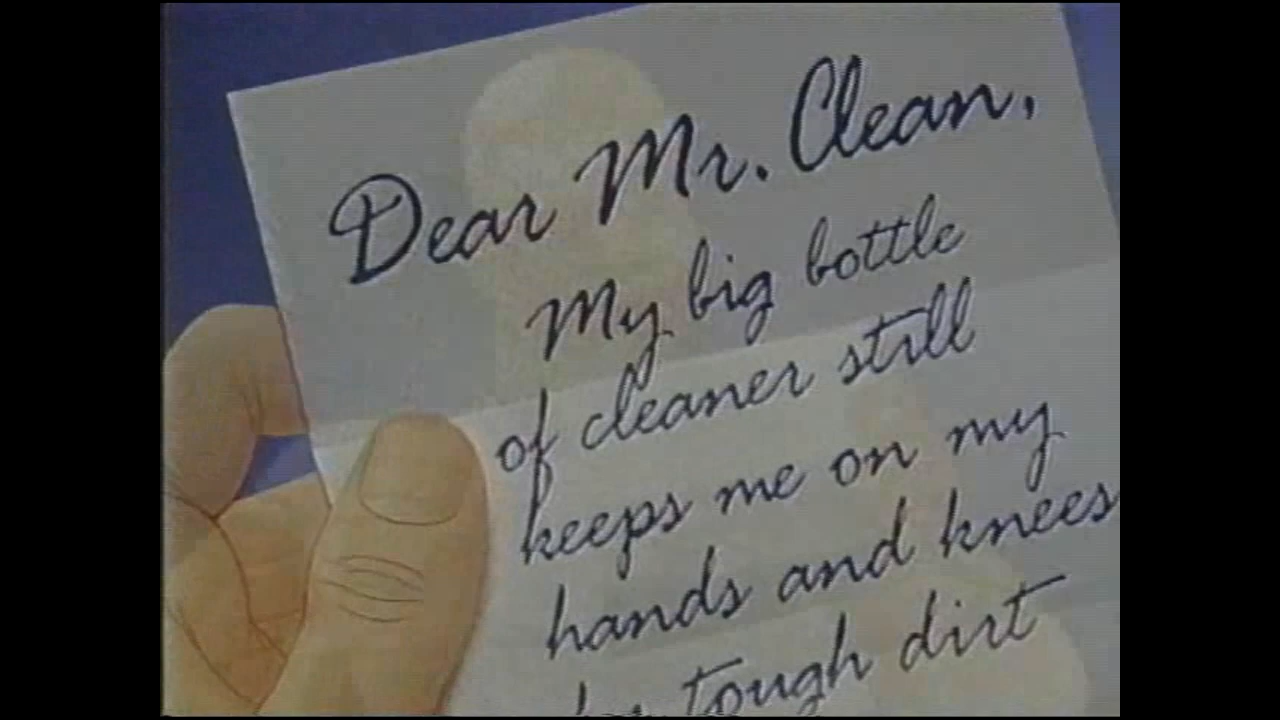 Dear Mr. Clean,
My big bottle
of cleaner still
keeps me on my
hands and knees
tough dirt